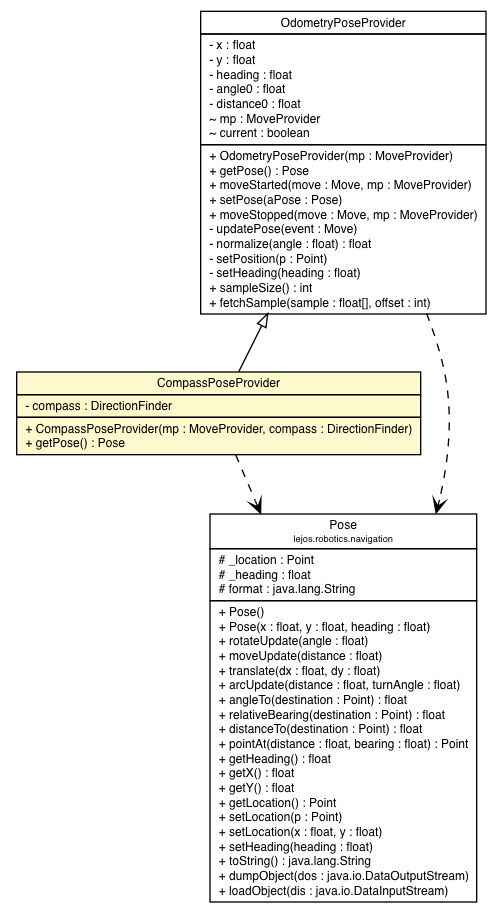 OdometryPoseProvider
- x : float
- y : float
- heading : float
- angle0 : float
- distance0 : float
~ mp : MoveProvider
~ current : boolean
+ OdometryPoseProvider(mp : MoveProvider)
+ getPose() : Pose
+ moveStarted(move : Move, mp : MoveProvider)
+ setPose(aPose : Pose)
+ moveStopped(move : Move, mp : MoveProvider)
- updatePose(event : Move)
- normalize(angle : float) : float
- setPosition(p : Point)
- setHeading(heading : float)
+ sampleSize() : int
+ fetchSample(sample : float[], offset : int)
CompassPoseProvider
- compass : DirectionFinder
+ CompassPoseProvider(mp : MoveProvider, compass : DirectionFinder)
+ getPose() : Pose
Pose
lejos.robotics.navigation
# _location : Point
# _heading : float
# format : java.lang.String
+ Pose()
+ Pose(x : float, y : float, heading : float)
+ rotateUpdate(angle : float)
+ moveUpdate(distance : float)
+ translate(dx : float, dy : float)
+ arcUpdate(distance : float, turnAngle : float)
+ angleTo(destination : Point) : float
+ relativeBearing(destination : Point) : float
+ distanceTo(destination : Point) : float
+ pointAt(distance : float, bearing : float) : Point
+ getHeading() : float
+ getX() : float
+ getY() : float
+ getLocation() : Point
+ setLocation(p : Point)
+ setLocation(x : float, y : float)
+ setHeading(heading : float)
+ toString() : java.lang.String
+ dumpObject(dos : java.io.DataOutputStream)
+ loadObject(dis : java.io.DataInputStream)